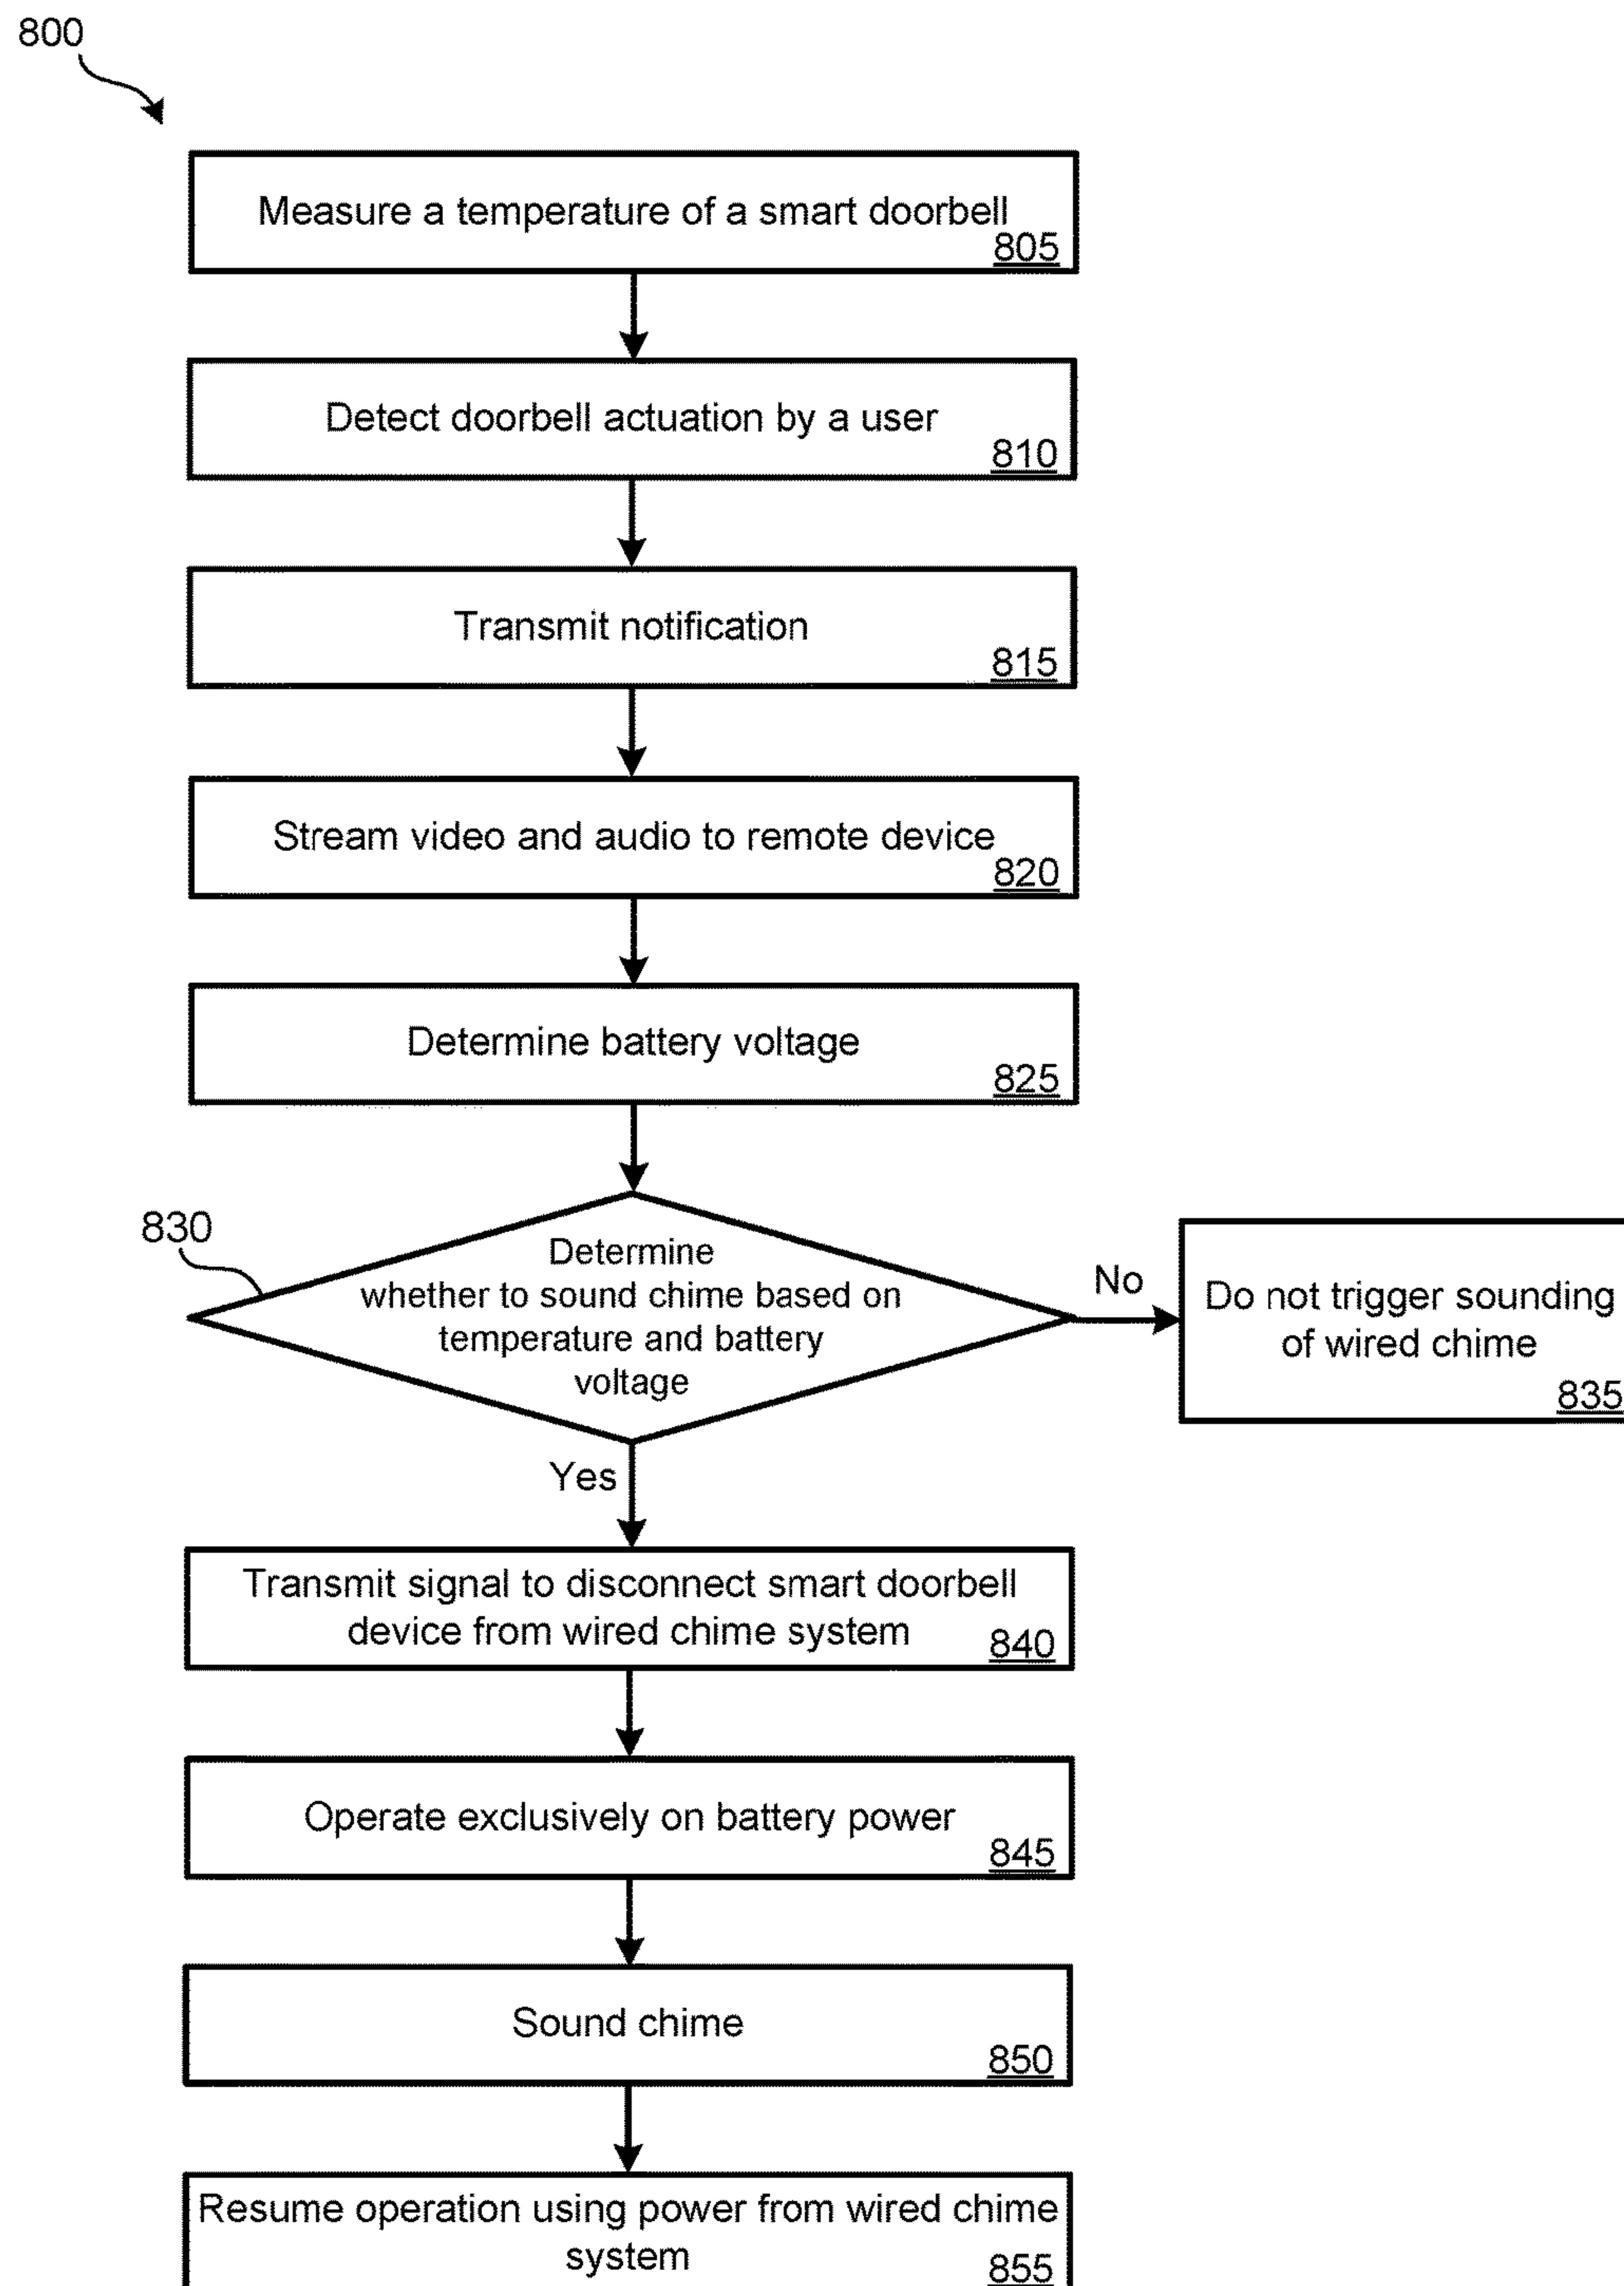 800
Measure a temperature of a smart doorbell
805
Detect doorbell actuation by a user
810
Transmit notification
815
Stream video and audio to remote device
820
Determine battery voltage
825
830
Determine
whether to sound chime based on
temperature and battery
voltage
No
Do not trigger sounding
of wired chime
835
Yes
Transmit signal to disconnect smart doorbell
device from wired chime system
840
Operate exclusively on battery power
845
Sound chime
850
Resume operation using power from wired chime
system
855